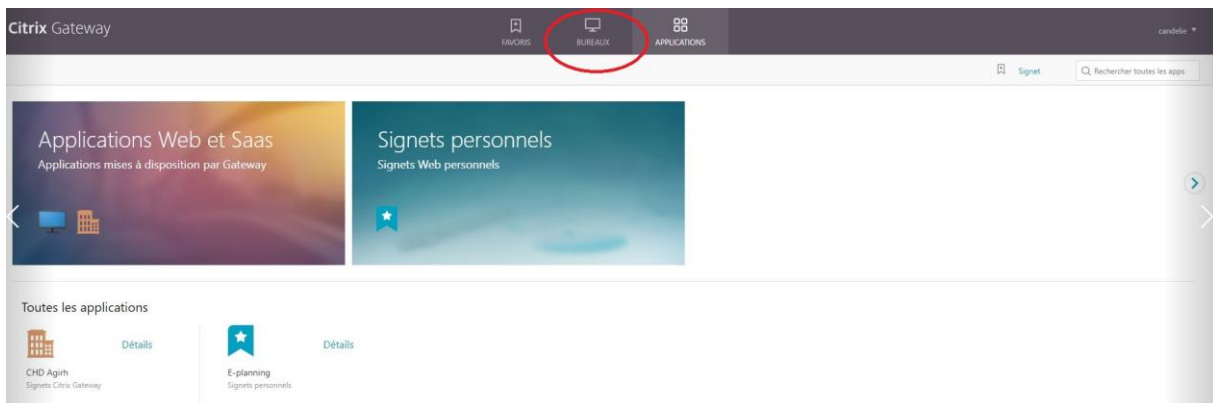 Citrix Gateway
FAVORIS
BUREAUX
APPLICATIONS
candelie
Signet
Rechercher toutes les apps
Applications Web et Saas
Applications mises à disposition par Gateway
Signets personnels
Signets Web personnels
Toutes les applications
Détails
Détails
CHD Agirh
E-planning
Signets Citrix Gateway
Signets personnels